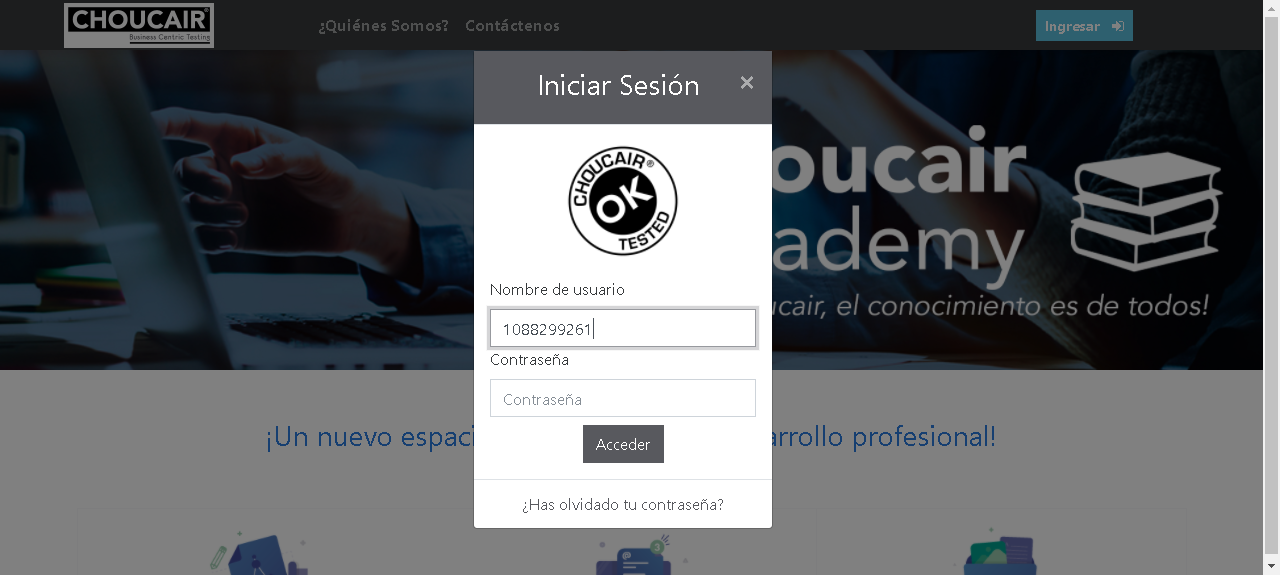 CHOUCAIR®
Business Centric Testing
¿Quiénes Somos?
Contáctenos
Ingresar
Iniciar Sesión
×
CHOUCAIR®
OK
TESTED
oucair
ademy
ucair, el conocimiento es de todos!
Nombre de usuario
1088299261
Contraseña
Contraseña
Acceder
¿Has olvidado tu contraseña?
¡Un nuevo espaci
arrollo profesional!
3